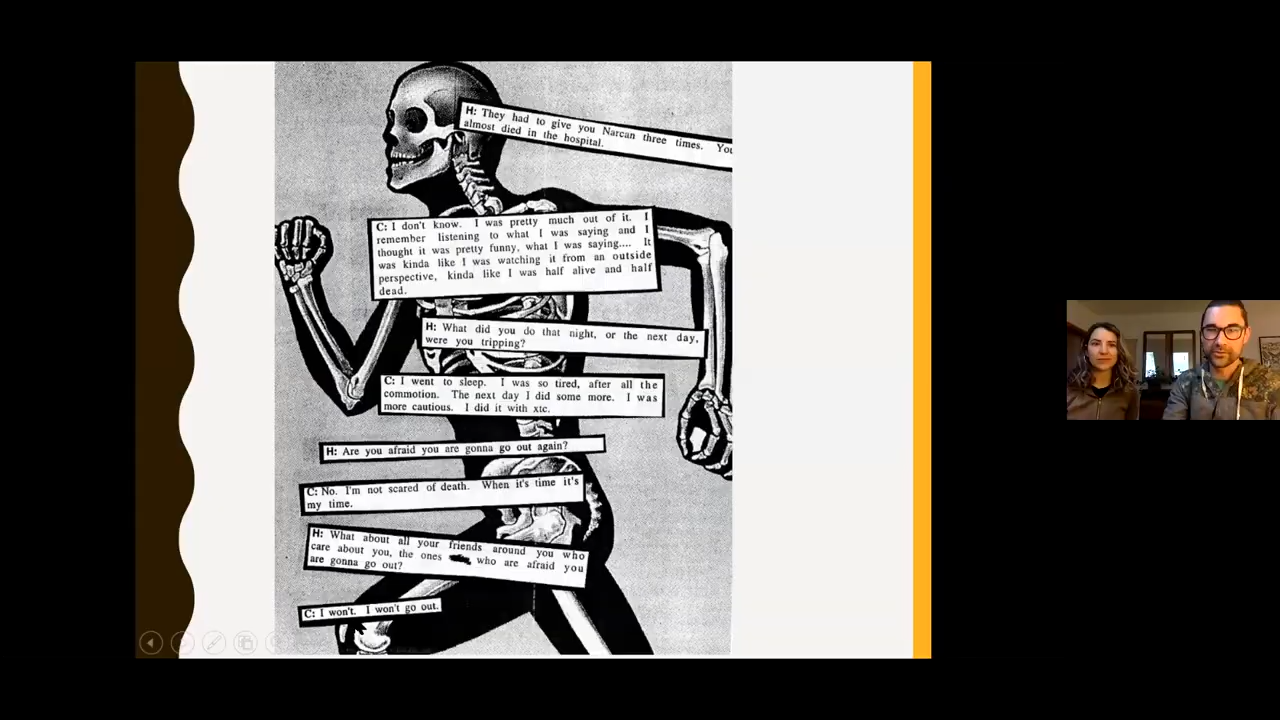 H: They had to give you Narcan three times. You
almost died in the hospital.
C: I don't know. I was pretty much out of it. I
remember listening to what I was saying and I
thought it was pretty funny, what I was saying.... It
was kinda like I was watching it from an outside
perspective, kinda like I was half alive and half
dead.
H: What did you do that night, or the next day,
were you tripping?
C: I went to sleep. I was so tired, after all the
commotion. The next day I did some more. I was
more cautious. I did it with xtc.
H: Are you afraid you are gonna go out again?
C: No. I'm not scared of death. When it's time it's
my time.
H: What about all your friends around you who
care about you, the ones who are afraid you
are gonna go out?
C: I won't. I won't go out.